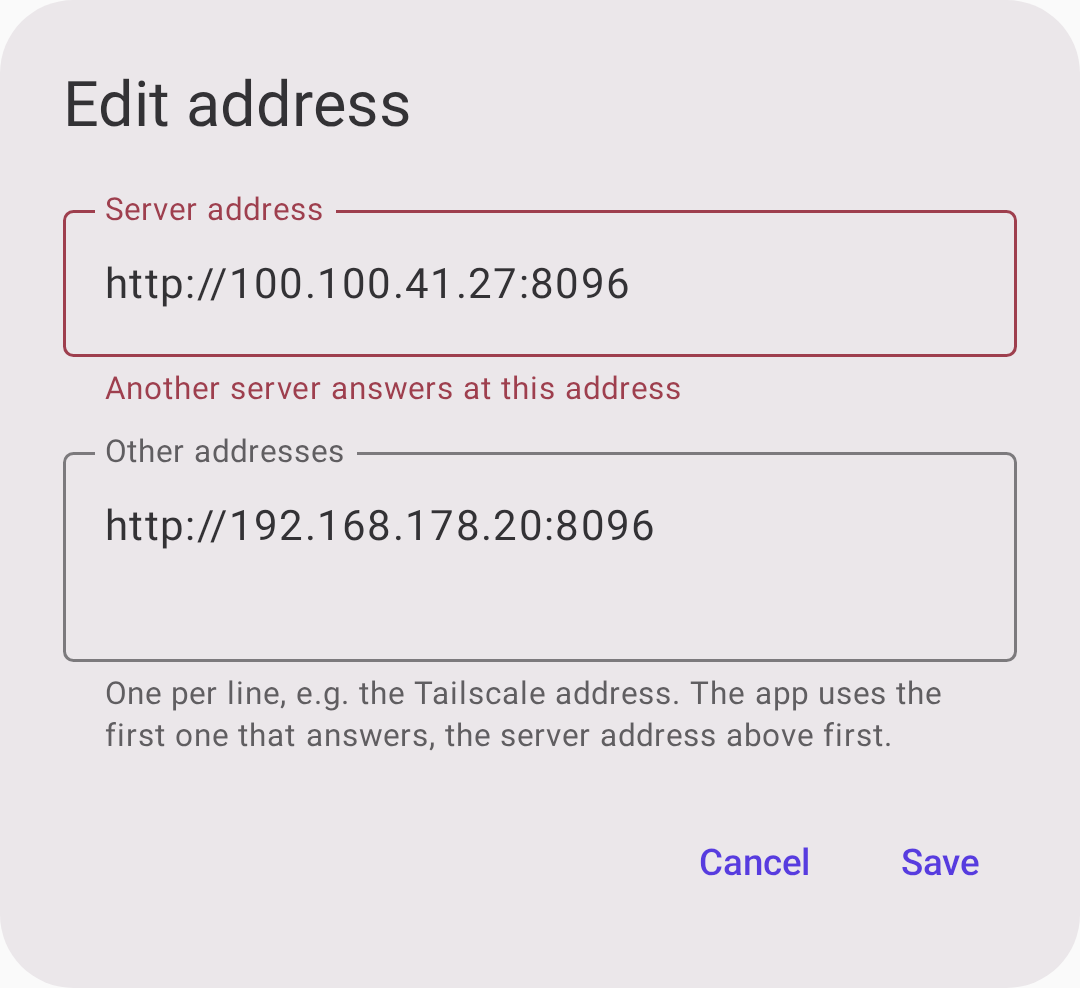 Edit address
Server address
http://100.100.41.27:8096
Another server answers at this address
Other addresses
http://192.168.178.20:8096
One per line, e.g. the Tailscale address. The app uses the
first one that answers, the server address above first.
Cancel
Save